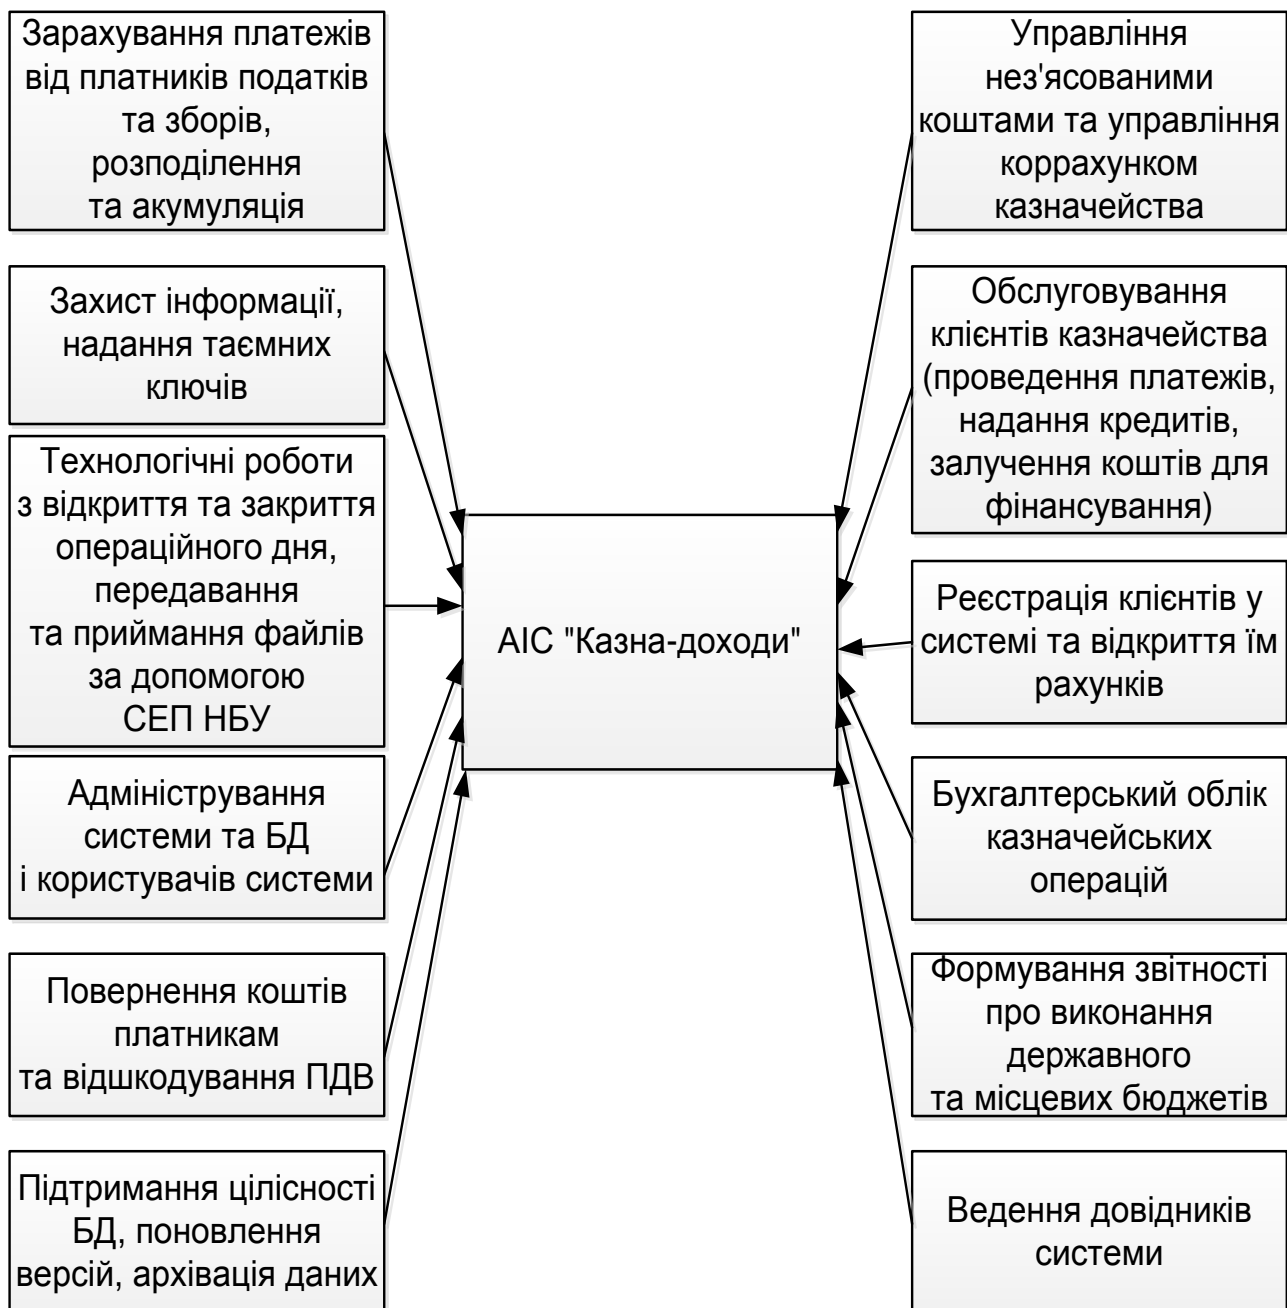 Зарахування платежів
від платників податків
та зборів,
розподілення
та акумуляція
Захист інформації,
надання таємних
ключів
Технологічні роботи
з відкриття та закриття
операційного дня,
передавання
та приймання файлів
за допомогою
СЕП НБУ
Адміністрування
системи та БД
і користувачів системи
Повернення коштів
платникам
та відшкодування ПДВ
Підтримання цілісності
БД, поновлення
версій, архівація даних
АІС "Казна-доходи"
Управління
нез'ясованими
коштами та управління
коррахунком
казначейства
Обслуговування
клієнтів казначейства
(проведення платежів,
надання кредитів,
залучення коштів для
фінансування)
Реєстрація клієнтів у
системі та відкриття їм
рахунків
Бухгалтерський облік
казначейських
операцій
Формування звітності
про виконання
державного
та місцевих бюджетів
Ведення довідників
системи